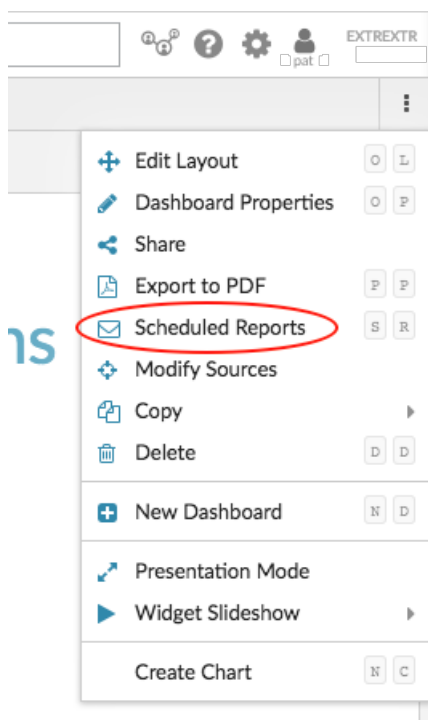 EXTREXTR
pat
Edit Layout O L
Dashboard Properties O P
Share
Export to PDF P P
ns
Scheduled Reports S R
Modify Sources
Copy
Delete D D
New Dashboard N D
Presentation Mode
Widget Slideshow
Create Chart N C